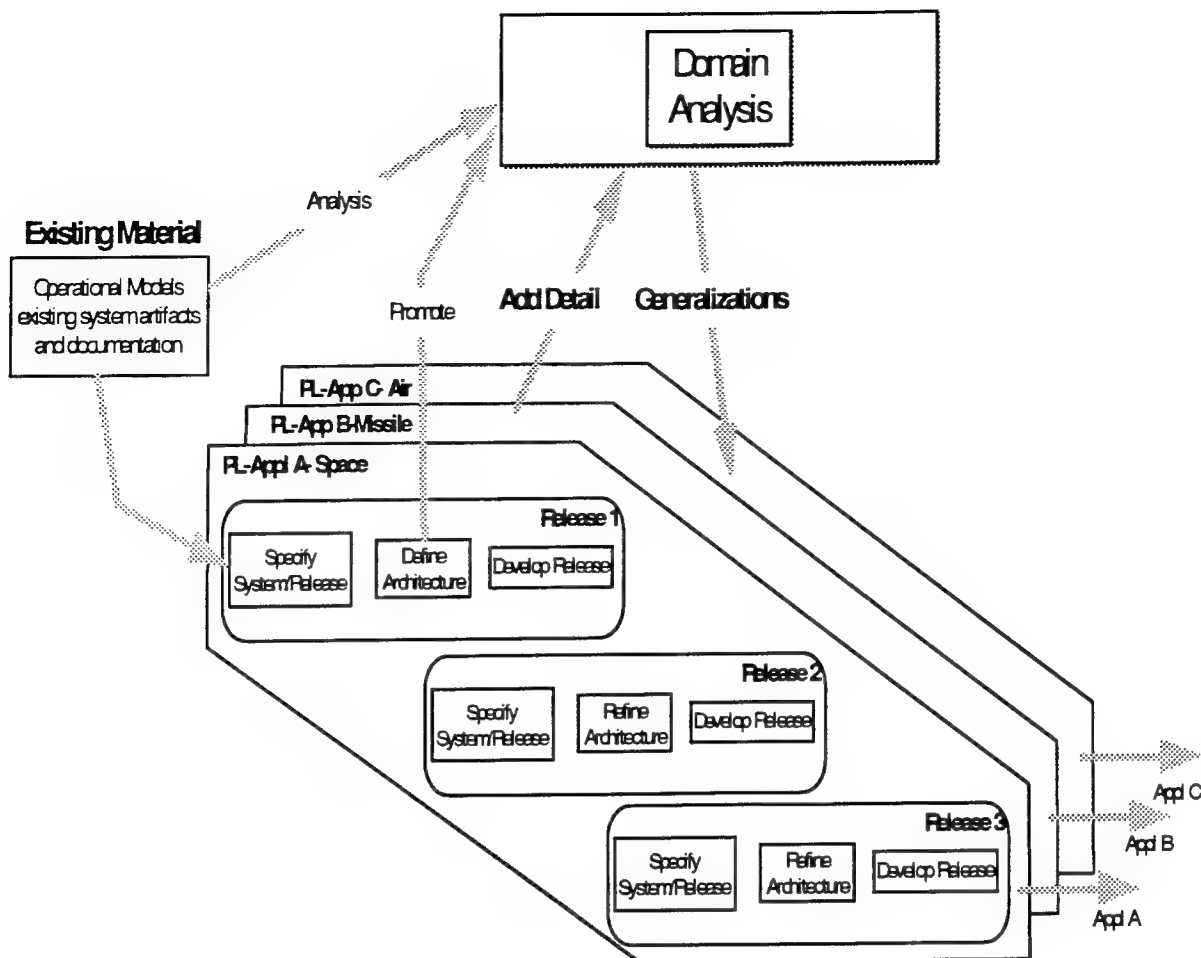 Domain
Analysis
Analysis
Existing Material
Operational Models
existing system artifacts
and documentation
Promote
Add Detail
Generalizations
PL-App C- Air
PL-App B-Missile
PL-Appl A- Space
Release 1
Specify
System/Release
Define
Architecture
Develop Release
Release 2
Specify
System/Release
Refine
Architecture
Develop Release
Release 3
Specify
System/Release
Refine
Architecture
Develop Release
Appl C
Appl B
Appl A